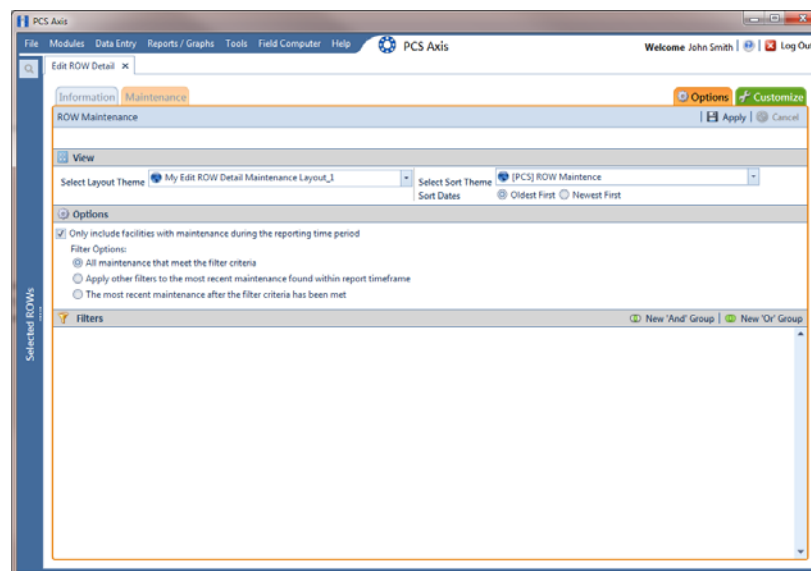 PCS Axis
File Modules Data Entry Reports / Graphs Tools Field Computer Help PCS Axis Welcome John Smith | | Log Out
Edit ROW Detail ×
Information Maintenance Options Customize
ROW Maintenance | Apply | Cancel
View
Select Layout Theme My Edit ROW Detail Maintenance Layout_1 Select Sort Theme [PCS] ROW Maintence
Sort Dates Oldest First Newest First
Options
Only include facilities with maintenance during the reporting time period
Filter Options:
All maintenance that meet the filter criteria
Apply other filters to the most recent maintenance found within report timeframe
The most recent maintenance after the filter criteria has been met
Selected ROWs
Filters New 'And' Group | New 'Or' Group